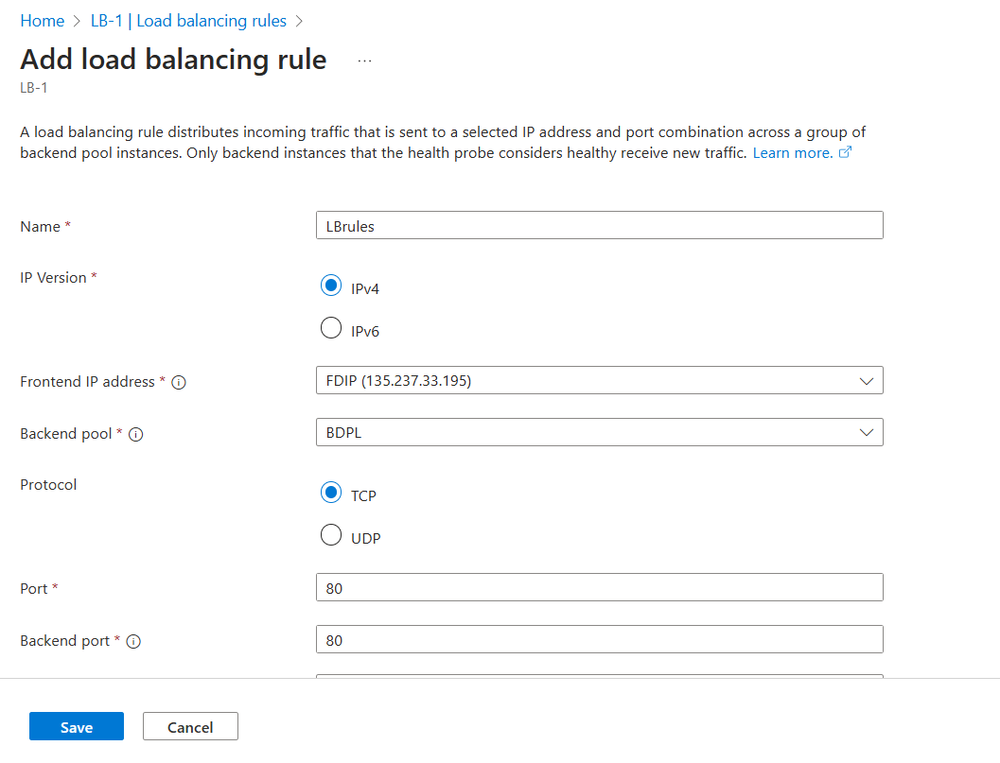 Home > LB-1 | Load balancing rules >
Add load balancing rule ...
LB-1
A load balancing rule distributes incoming traffic that is sent to a selected IP address and port combination across a group of
backend pool instances. Only backend instances that the health probe considers healthy receive new traffic. Learn more.
Name * LBrules
IP Version * IPv4
IPv6
Frontend IP address * FDIP (135.237.33.195)
Backend pool * BDPL
Protocol TCP
UDP
Port * 80
Backend port * 80
Save Cancel